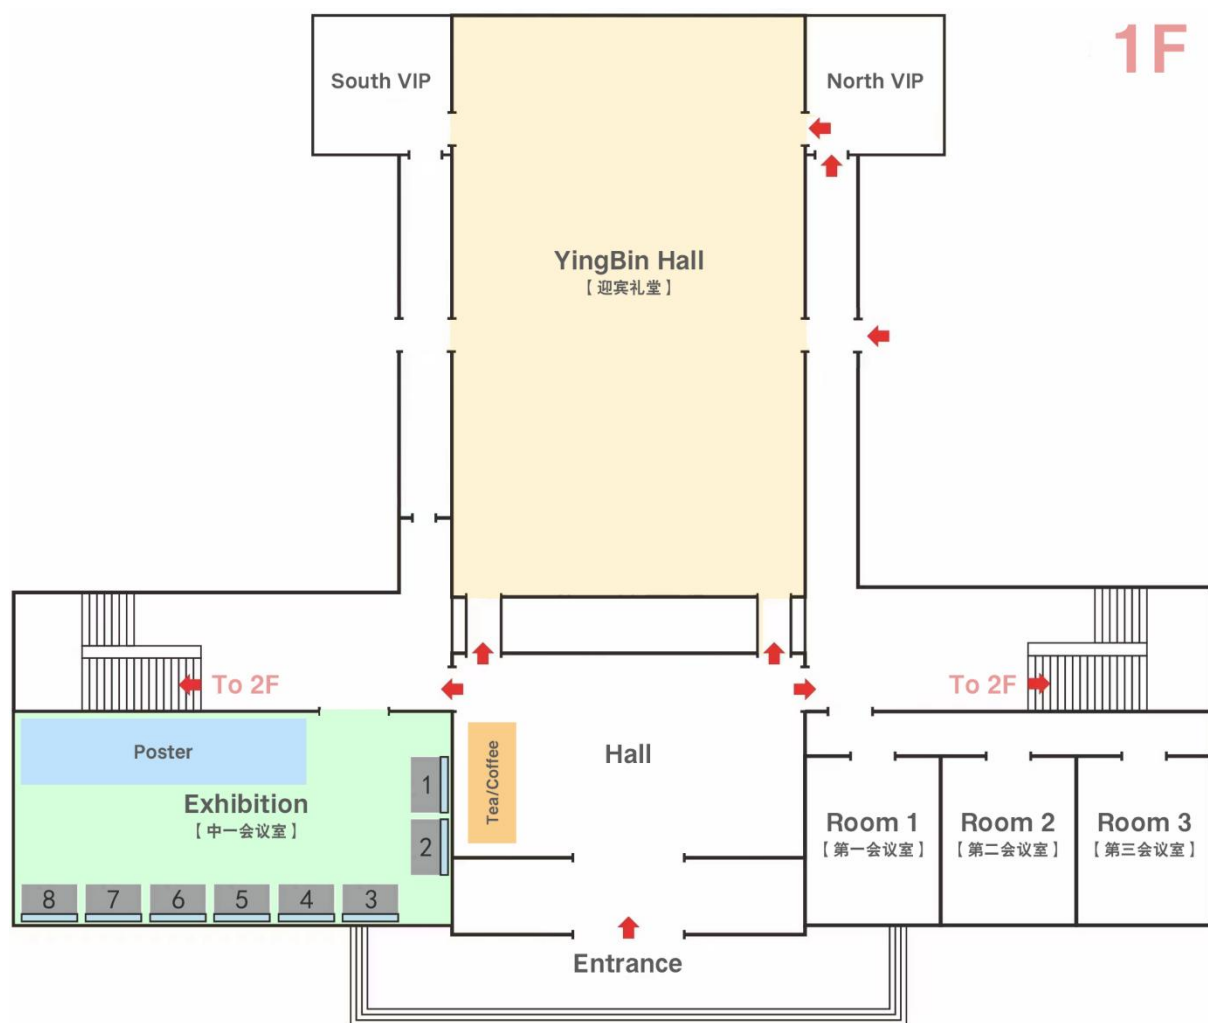 1F
South VIP
North VIP
YingBin Hall
【 迎宾礼堂 】
To 2F
To 2F
Poster
Exhibition
【 中一会议室 】
1
2
8
7
6
5
4
3
Tea/Coffee
Hall
Room 1
【 第一会议室 】
Room 2
【 第二会议室 】
Room 3
【 第三会议室 】
Entrance